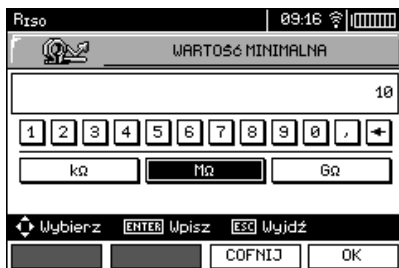 RISO 09:16
WARTOŚĆ MINIMALNA
10
1 2 3 4 5 6 7 8 9 0 ,
kΩ MΩ GΩ
Wybierz ENTER Wpisz ESC Wyjdź
COFNIJ OK